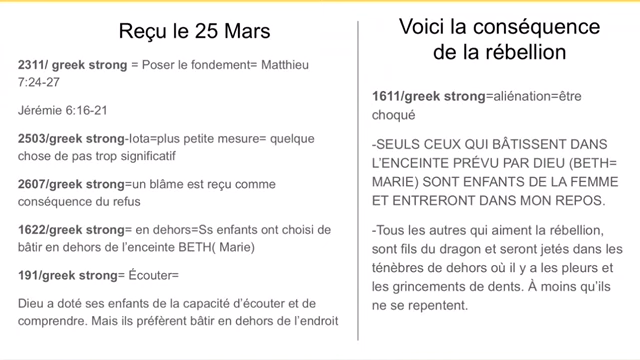 Reçu le 25 Mars
2311/ greek strong = Poser le fondement= Matthieu
7:24-27
Jérémie 6:16-21
2503/greek strong-Iota=plus petite mesure= quelque
chose de pas trop significatif
2607/greek strong=un blâme est reçu comme
conséquence du refus
1622/greek strong= en dehors=Ss enfants ont choisi de
bâtir en dehors de l'enceinte BETH( Marie)
191/greek strong= Écouter=
Dieu a doté ses enfants de la capacité d'écouter et de
comprendre. Mais ils préfèrent bâtir en dehors de l'endroit
Voici la conséquence
de la rébellion
1611/greek strong=aliénation=être
choqué
-SEULS CEUX QUI BÂTISSENT DANS
L'ENCEINTE PRÉVU PAR DIEU (BETH=
MARIE) SONT ENFANTS DE LA FEMME
ET ENTRERONT DANS MON REPOS.
-Tous les autres qui aiment la rébellion,
sont fils du dragon et seront jetés dans les
ténèbres de dehors où il y a les pleurs et
les grincements de dents. À moins qu'ils
ne se repentent.